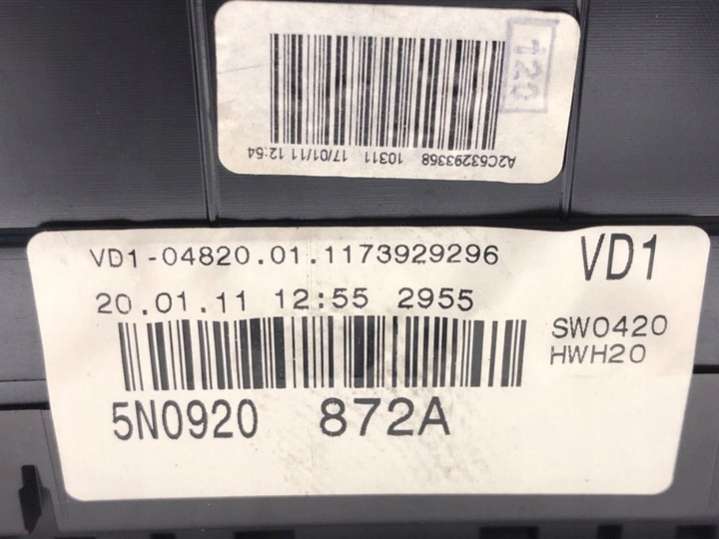 120
A2C53293368 10311 17/01/11 12:54
VD1-04820.01.1173929296
VD1
20.01.11 12:55 2955
SW0420
HWH20
5N0920 872A